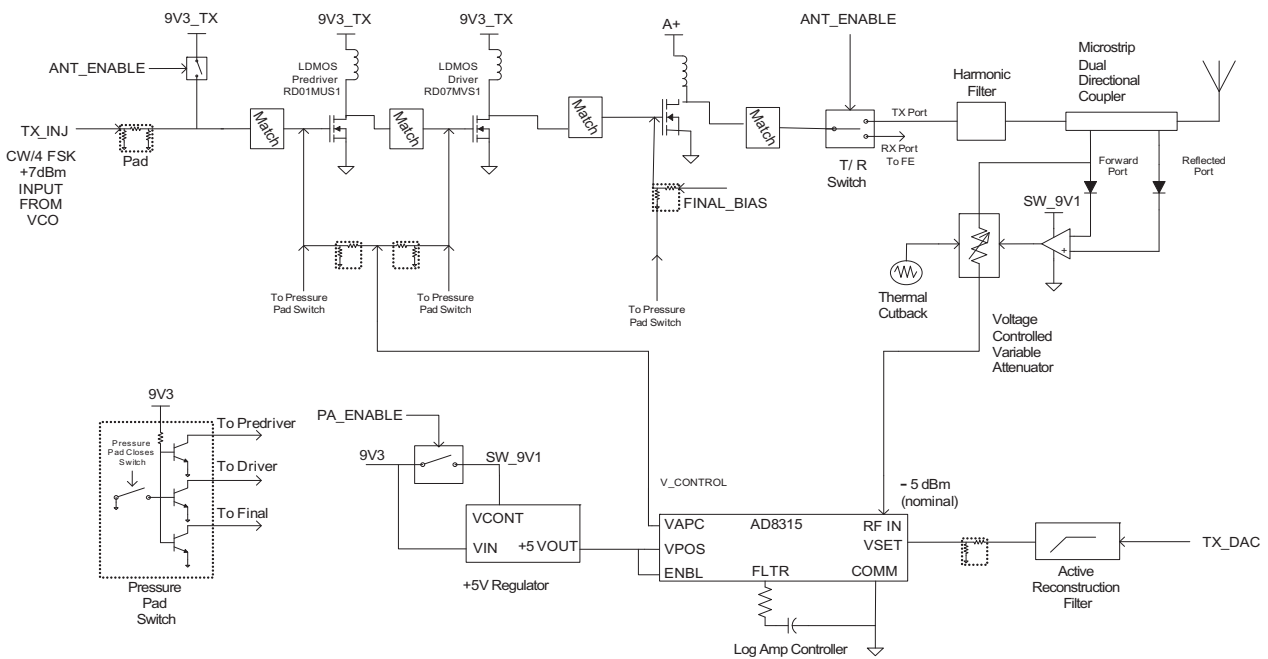 9V3_TX
9V3_TX
9V3_TX
A+
ANT_ENABLE
Microstrip
Dual
Directional
Coupler
ANT_ENABLE
LDMOS
Predriver
RD01MUS1
LDMOS
Driver
RD07MVS1
Harmonic
Filter
TX_INJ
Pad
Match
Match
Match
Match
TX Port
RX Port
To FE
T/ R
Switch
CW/4 FSK
+7dBm
INPUT
FROM
VCO
Forward
Port
Reflected
Port
FINAL_BIAS
SW_9V1
+
To Pressure
Pad Switch
To Pressure
Pad Switch
To Pressure
Pad Switch
Thermal
Cutback
Voltage
Controlled
Variable
Attenuator
9V3
Pressure
Pad Closes
Switch
To Predriver
To Driver
To Final
Pressure
Pad
Switch
PA_ENABLE
9V3
SW_9V1
VCONT
VIN
+5 VOUT
+5V Regulator
V_CONTROL
- 5 dBm
(nominal)
VAPC
AD8315
RF IN
VPOS
VSET
ENBL
FLTR
COMM
Log Amp Controller
TX_DAC
Active
Reconstruction
Filter